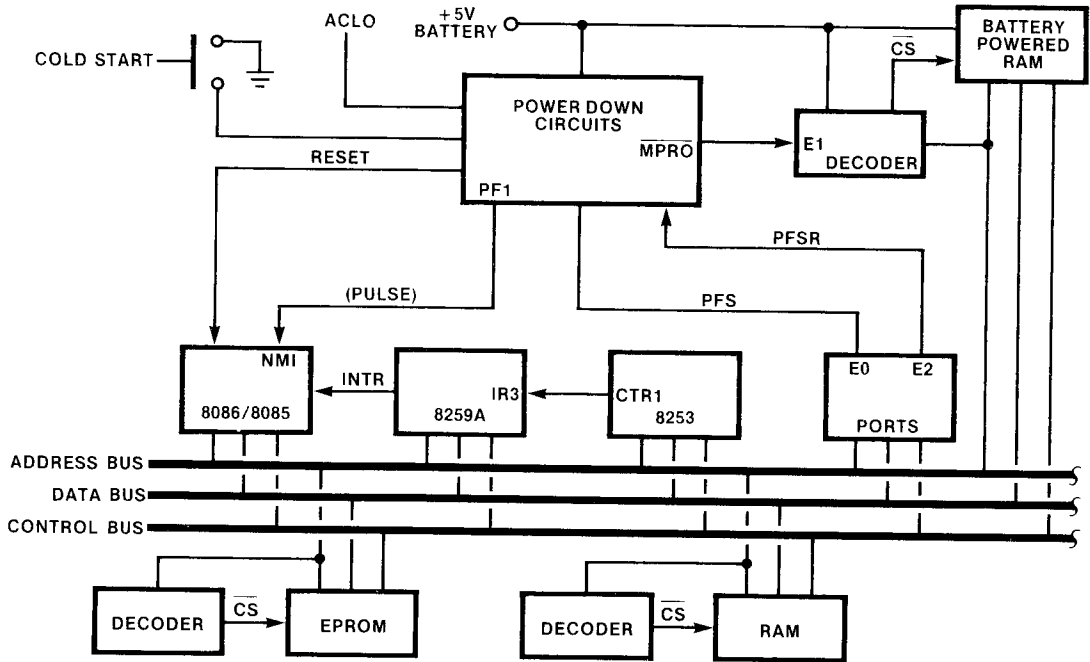 ACLO
+5V
BATTERY
BATTERY
POWERED
RAM
COLD START
CS
POWER DOWN
CIRCUITS
MPRO
E1
DECODER
RESET
PF1
PFSR
(PULSE)
PFS
NMI
8086/8085
INTR
IR3
8259A
CTR1
8253
E0 E2
PORTS
ADDRESS BUS
DATA BUS
CONTROL BUS
DECODER
CS
EPROM
DECODER
CS
RAM